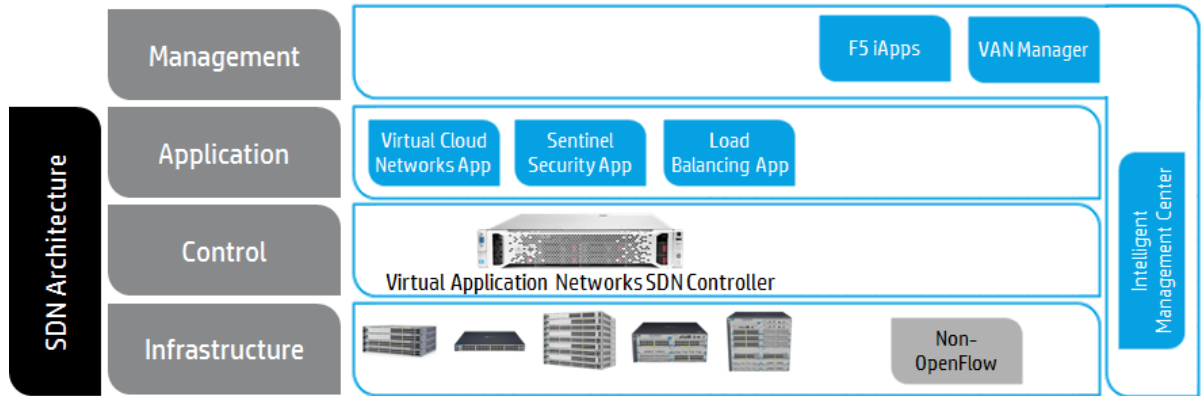 SDN Architecture
Management
F5 iApps
VAN Manager
Application
Virtual Cloud
Networks App
Sentinel
Security App
Load
Balancing App
Control
Virtual Application Networks SDN Controller
Infrastructure
Non-
OpenFlow
Intelligent
Management Center